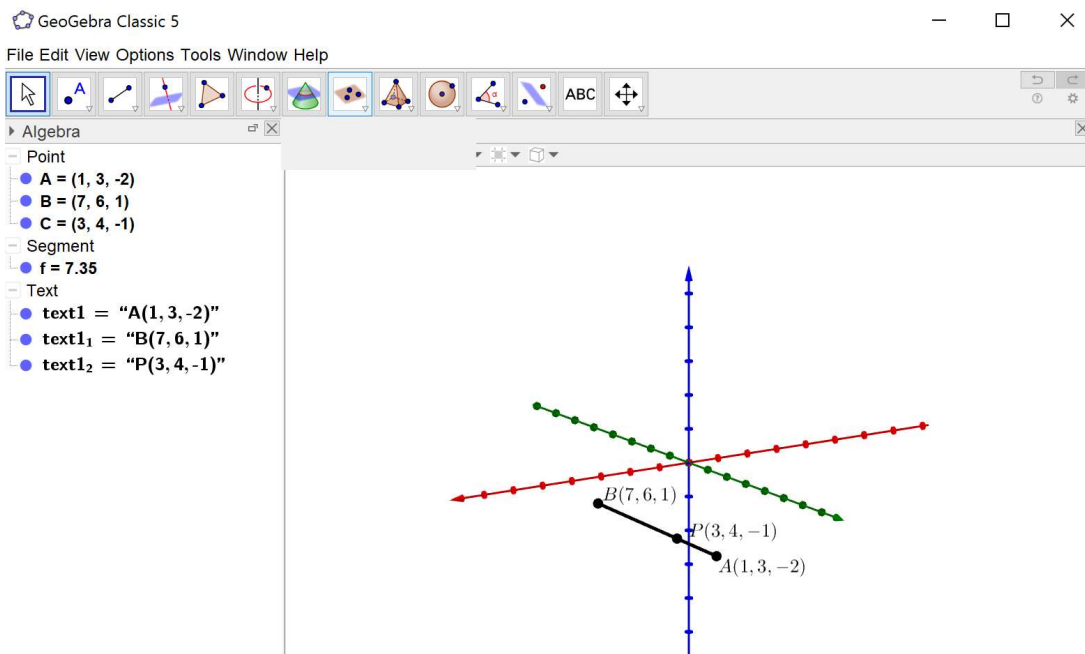 GeoGebra Classic 5
File Edit View Options Tools Window Help
A
α
ABC
Algebra
Point
A = (1, 3, -2)
B = (7, 6, 1)
C = (3, 4, -1)
Segment
f = 7.35
Text
text1 = “A(1, 3, -2)”
text1₁ = “B(7, 6, 1)”
text1₂ = “P(3, 4, -1)”
B(7, 6, 1)
P(3, 4, −1)
A(1, 3, −2)